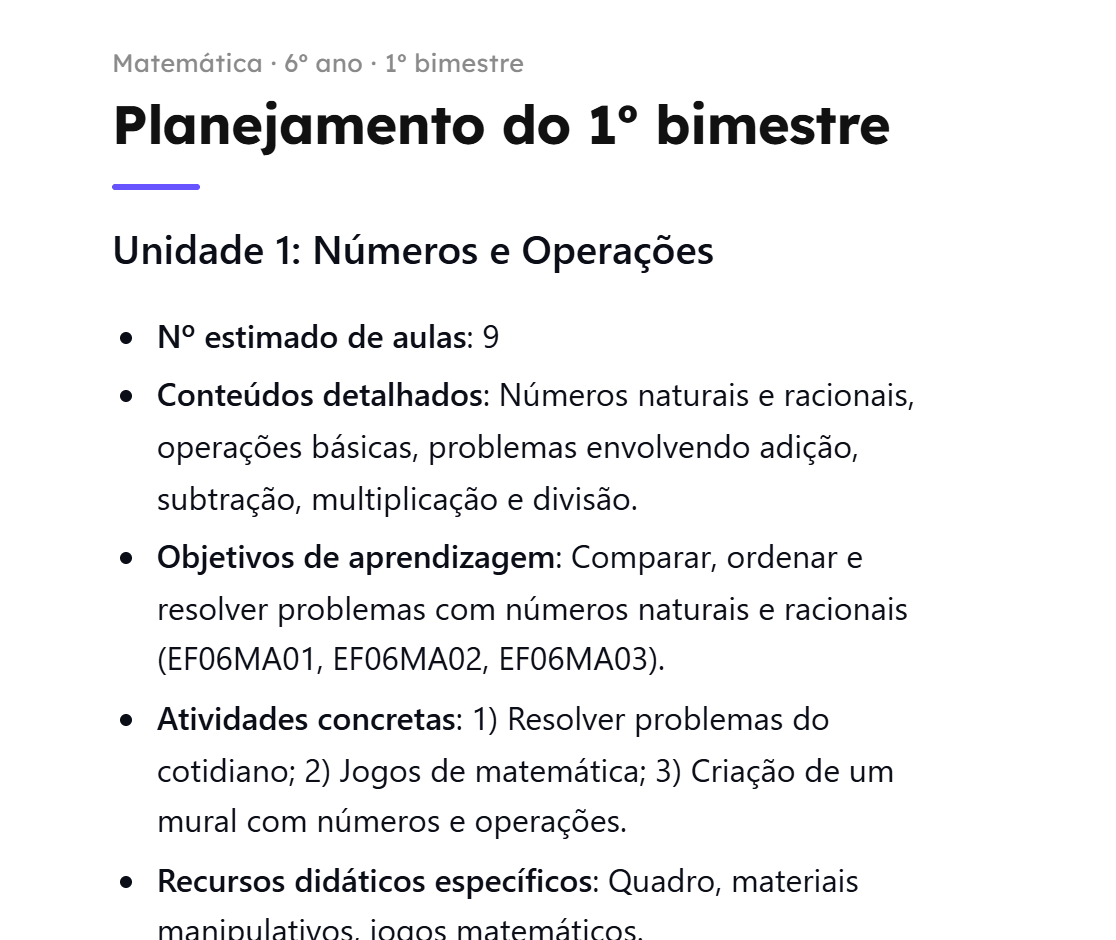 Matemática · 6º ano · 1º bimestre
Planejamento do 1º bimestre
Unidade 1: Números e Operações
• Nº estimado de aulas: 9
• Conteúdos detalhados: Números naturais e racionais,
operações básicas, problemas envolvendo adição,
subtração, multiplicação e divisão.
• Objetivos de aprendizagem: Comparar, ordenar e
resolver problemas com números naturais e racionais
(EF06MA01, EF06MA02, EF06MA03).
• Atividades concretas: 1) Resolver problemas do
cotidiano; 2) Jogos de matemática; 3) Criação de um
mural com números e operações.
• Recursos didáticos específicos: Quadro, materiais
manipulativos, jogos matemáticos.